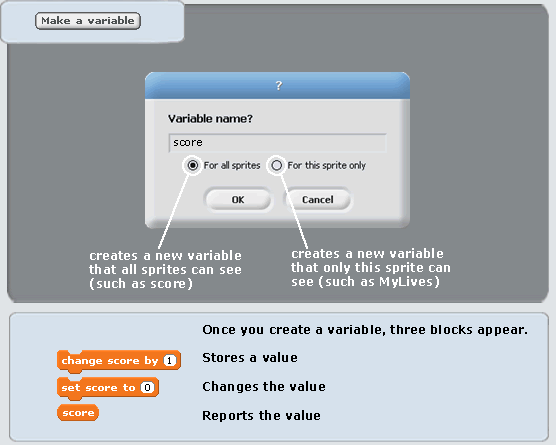 Make a variable
?
Variable name?
score
For all sprites For this sprite only
OK Cancel
creates a new variable
that all sprites can see
(such as score)
creates a new variable
that only this sprite can
see (such as MyLives)
Once you create a variable, three blocks appear.
change score by 1 Stores a value
set score to 0 Changes the value
score Reports the value